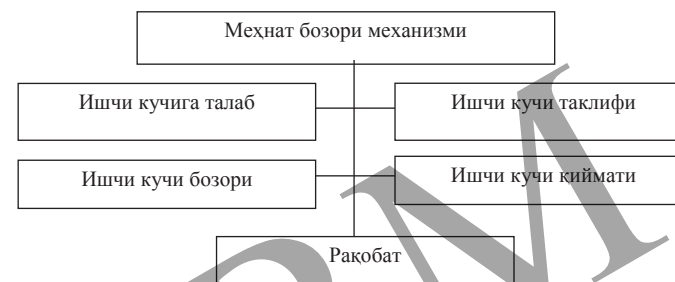 Меҳнат бозори механизми
Ишчи кучига талаб
Ишчи кучи таклифи
Ишчи кучи бозори
Ишчи кучи қиймати
Рақобат